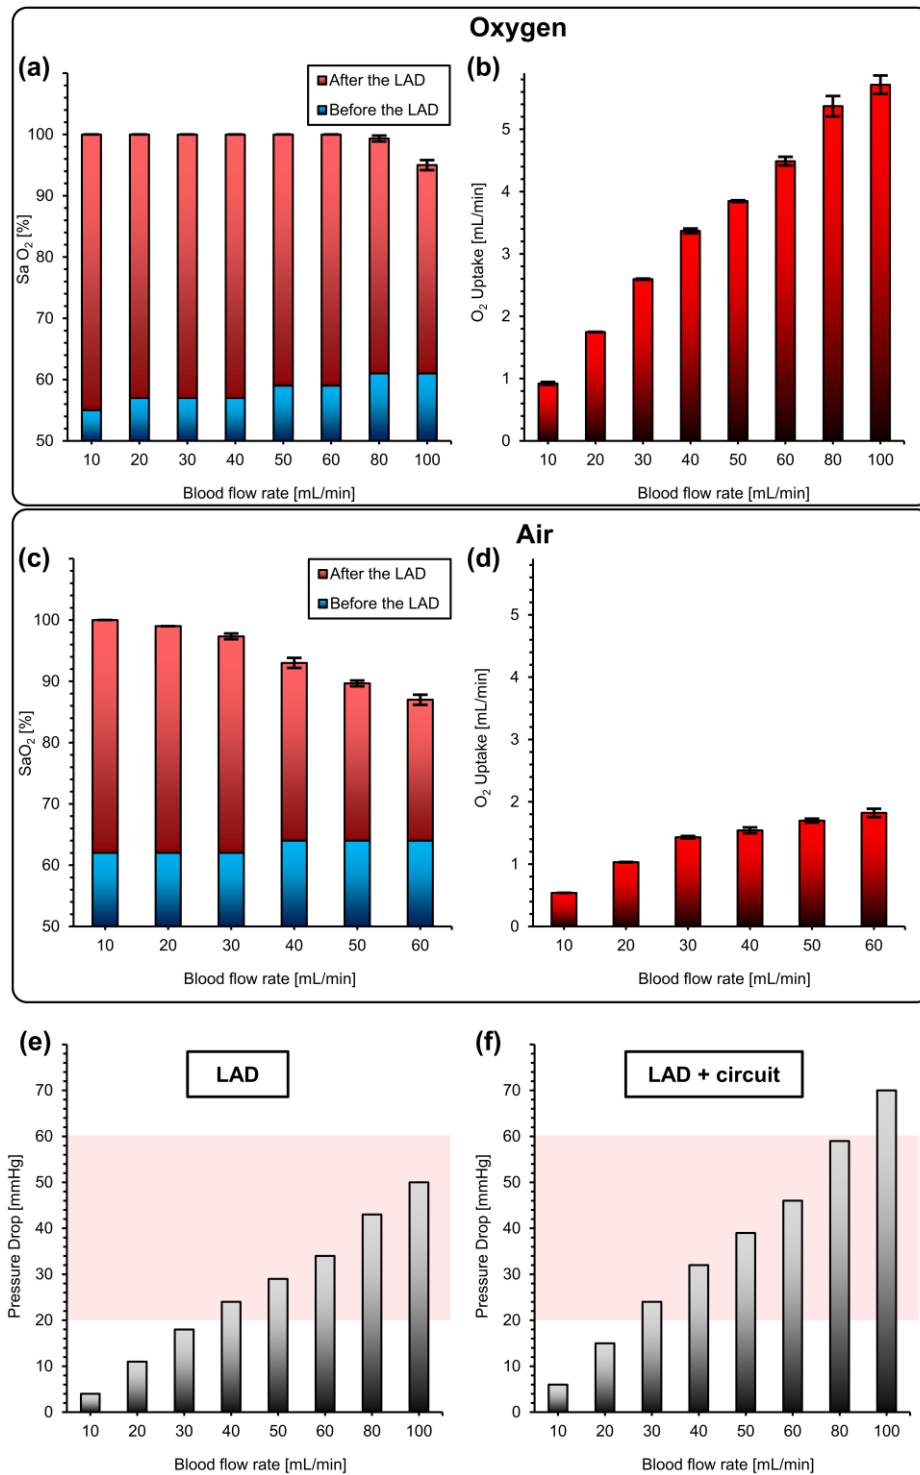 Oxygen
(a)
After the LAD
Before the LAD
100
90
80
70
60
50
Sa O₂ [%]
10 20 30 40 50 60 80 100
Blood flow rate [mL/min]
(b)
5
4
3
2
1
0
O₂ Uptake [mL/min]
10 20 30 40 50 60 80 100
Blood flow rate [mL/min]
Air
(c)
After the LAD
Before the LAD
100
90
80
70
60
50
SaO₂ [%]
10 20 30 40 50 60
Blood flow rate [mL/min]
(d)
5
4
3
2
1
0
O₂ Uptake [mL/min]
10 20 30 40 50 60
Blood flow rate [mL/min]
(e)
LAD
70
60
50
40
30
20
10
0
Pressure Drop [mmHg]
10 20 30 40 50 60 80 100
Blood flow rate [mL/min]
(f)
LAD + circuit
70
60
50
40
30
20
10
0
Pressure Drop [mmHg]
10 20 30 40 50 60 80 100
Blood flow rate [mL/min]